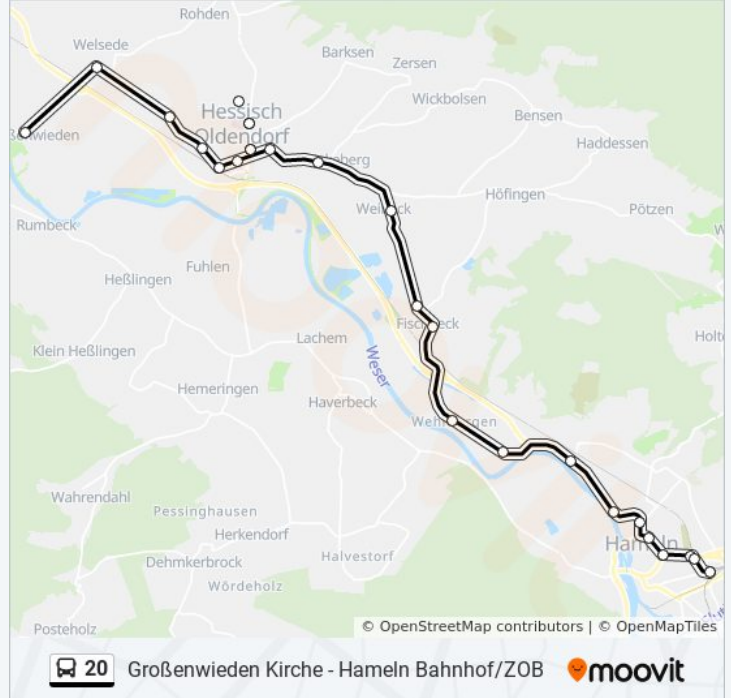 Rohden
Welsede
Barksen
Zersen
Wickbolsen
Hessisch
Oldendorf
Bensen
Haddessen
Höfingen
Pötzen
Rumbeck
Fuhlen
Heßlingen
Lachem
Weser
Klein Heßlingen
Hemeringen
Haverbeck
Wahrendahl
Pessinghausen
Herkendorf
Halvestorf
Dehmkerbrock
Wördeholz
Hameln
Posteholz
© OpenStreetMap contributors | © OpenMapTiles
20 Großenwieden Kirche - Hameln Bahnhof/ZOB moovit